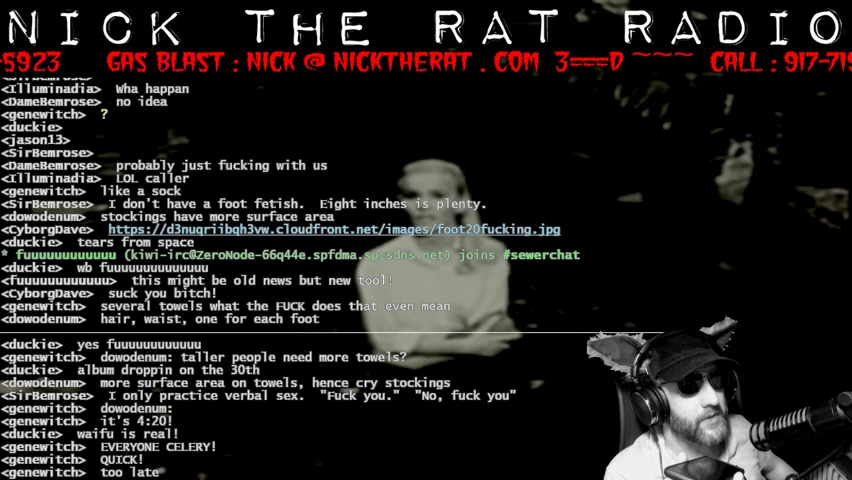 NICK THE RAT RADIO
5923 GAS BLAST : NICK @ NICKTHERAT . COM 3===D ~~~ CALL : 917-719
<SirBemrose>
<Illuminadia> Wha happan
<DameBemrose> no idea
<genewitch> ?
<duckie>
<jason13>
<SirBemrose>
<DameBemrose> probably just fucking with us
<Illuminadia> LOL caller
<genewitch> like a sock
<SirBemrose> I don't have a foot fetish. Eight inches is plenty.
<dowodenum> stockings have more surface area
<CyborgDave> https://d3nuqriibqh3vw.cloudfront.net/images/foot20fucking.jpg
<duckie> tears from space
* fuuuuuuuuuuuu (kiwi-irc@ZeroNode-66q44e.spfdma.spcsdns.net) joins #sewerchat
<duckie> wb fuuuuuuuuuuuu
<fuuuuuuuuuuuu> this might be old news but new tool!
<CyborgDave> suck you bitch!
<genewitch> several towels what the FUCK does that even mean
<dowodenum> hair, waist, one for each foot
<duckie> yes fuuuuuuuuuuuu
<genewitch> dowodenum: taller people need more towels?
<duckie> album droppin on the 30th
<dowodenum> more surface area on towels, hence cry stockings
<SirBemrose> I only practice verbal sex. "Fuck you." "No, fuck you"
<genewitch> dowodenum:
<genewitch> it's 4:20!
<duckie> waifu is real!
<genewitch> EVERYONE CELERY!
<genewitch> QUICK!
<genewitch> too late